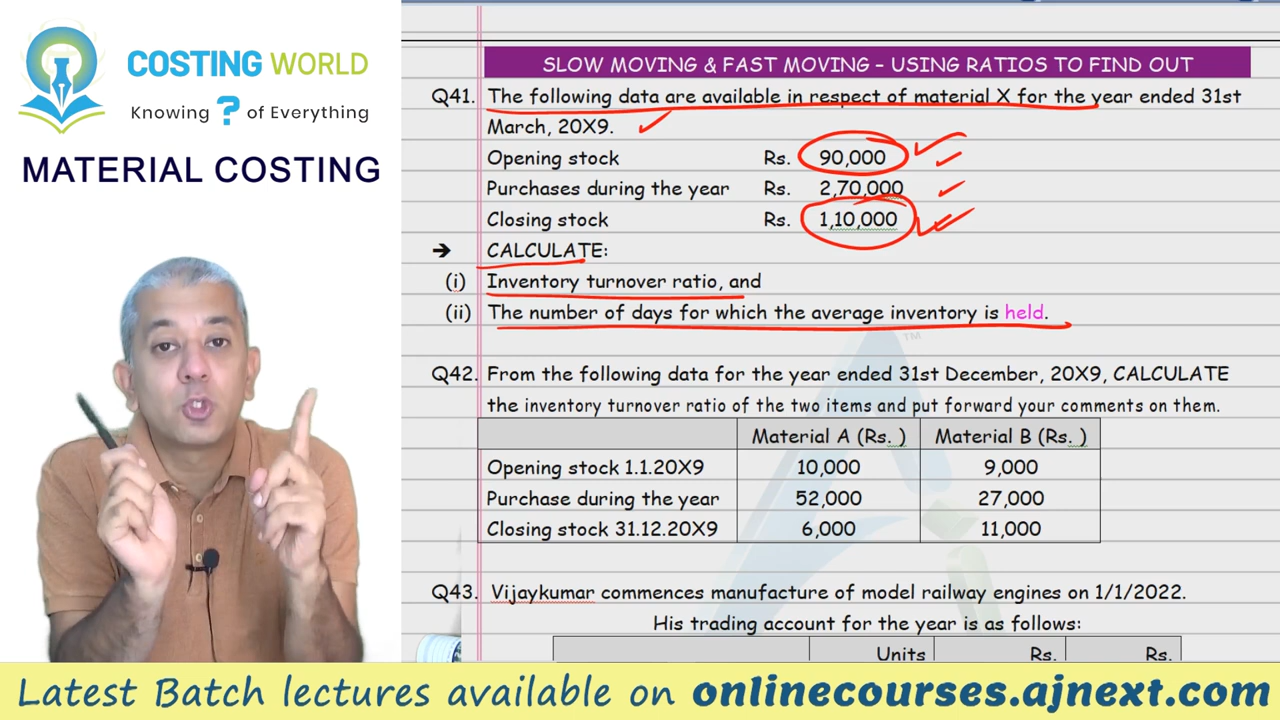 COSTING WORLD
Knowing ? of Everything
MATERIAL COSTING
SLOW MOVING & FAST MOVING – USING RATIOS TO FIND OUT
Q41. The following data are available in respect of material X for the year ended 31st
March, 20X9.
Opening stock Rs. 90,000
Purchases during the year Rs. 2,70,000
Closing stock Rs. 1,10,000
➔ CALCULATE:
(i) Inventory turnover ratio, and
(ii) The number of days for which the average inventory is held.
TM
Q42. From the following data for the year ended 31st December, 20X9, CALCULATE
the inventory turnover ratio of the two items and put forward your comments on them.
Material A (Rs. ) Material B (Rs. )
Opening stock 1.1.20X9 10,000 9,000
Purchase during the year 52,000 27,000
Closing stock 31.12.20X9 6,000 11,000
Q43. Vijaykumar commences manufacture of model railway engines on 1/1/2022.
His trading account for the year is as follows:
Units Rs. Rs.
Latest Batch lectures available on onlinecourses.ajnext.com